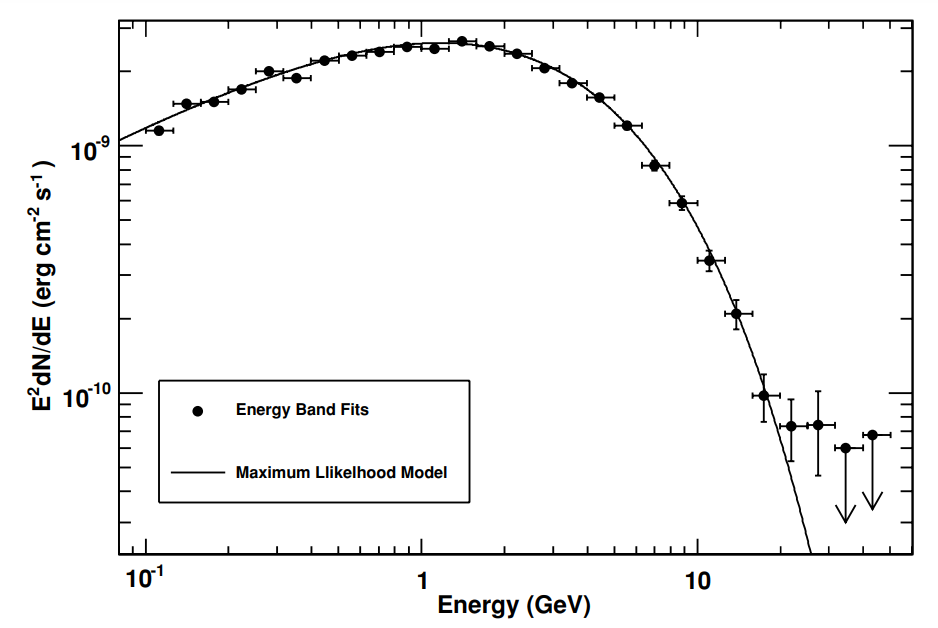 10⁻⁹
10⁻¹⁰
E²dN/dE (erg cm⁻² s⁻¹ )
Energy Band Fits
Maximum Llikelhood Model
10⁻¹ 1 10
Energy (GeV)